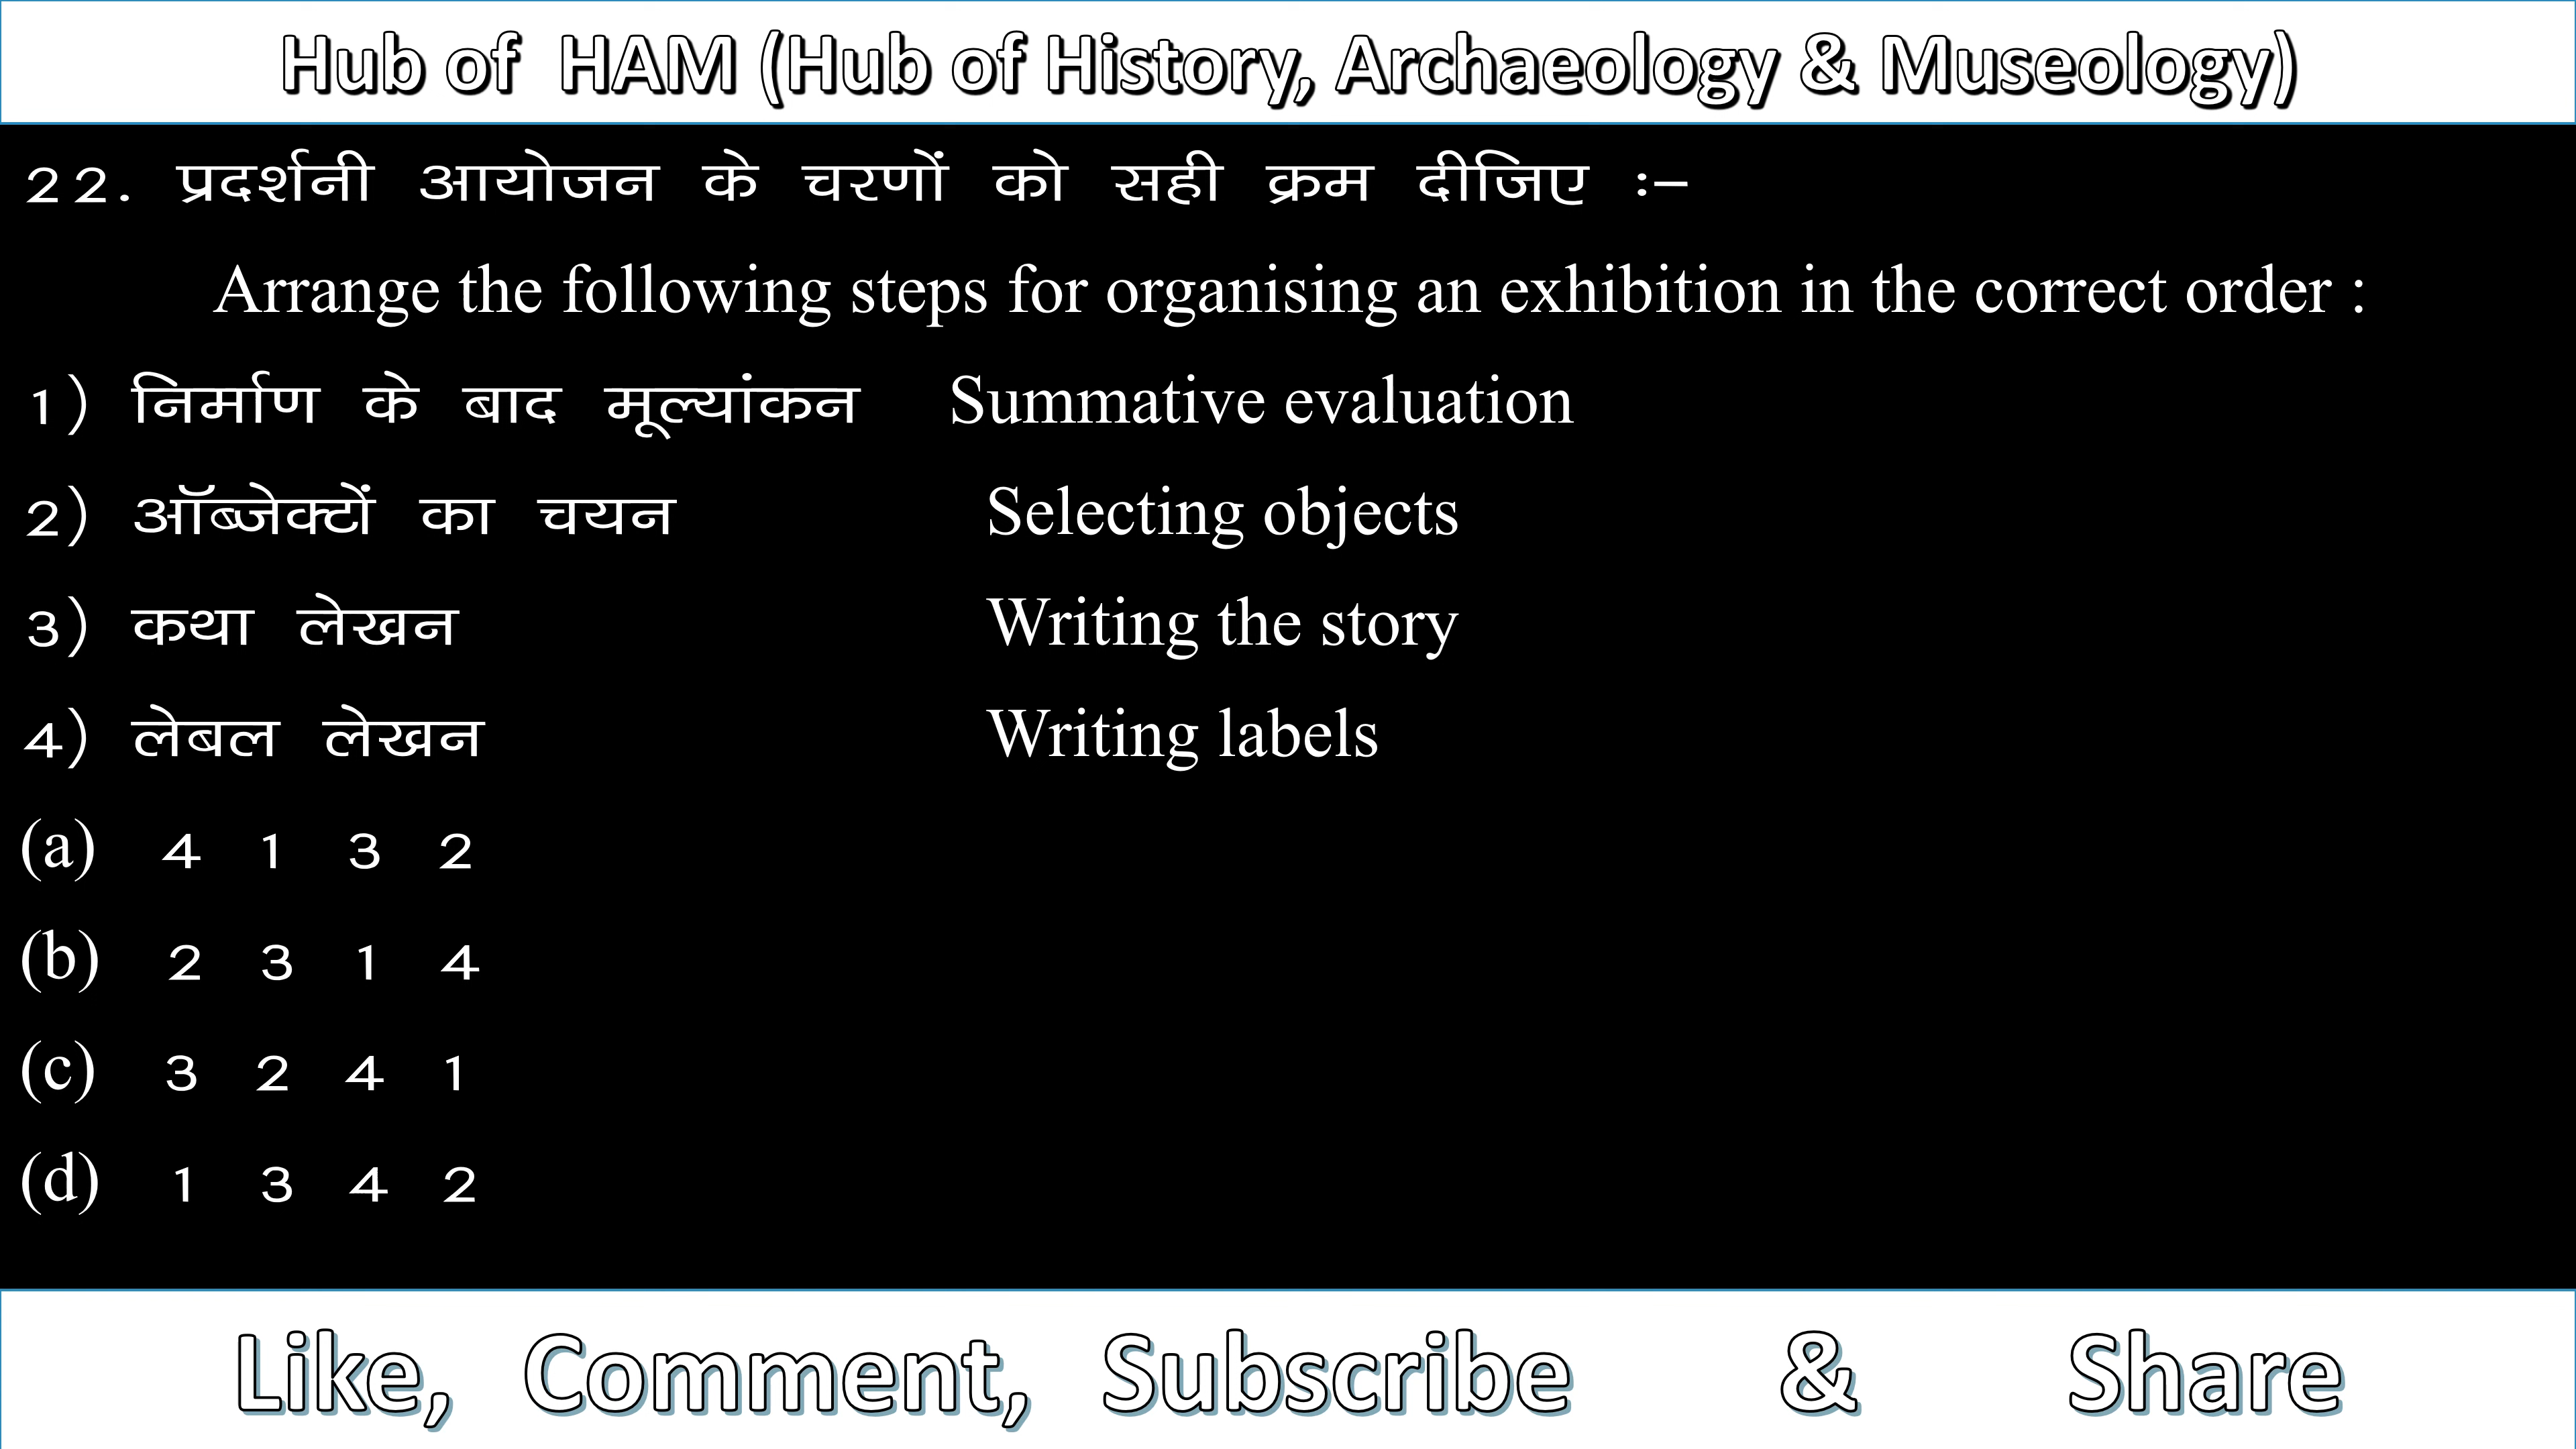 Hub of HAM (Hub of History, Archaeology & Museology)
22. प्रदर्शनी आयोजन के चरणों को सही क्रम दीजिए :–
Arrange the following steps for organising an exhibition in the correct order :
1) निर्माण के बाद मूल्यांकन Summative evaluation
2) ऑब्जेक्टों का चयन Selecting objects
3) कथा लेखन Writing the story
4) लेबल लेखन Writing labels
(a) 4 1 3 2
(b) 2 3 1 4
(c) 3 2 4 1
(d) 1 3 4 2
Like, Comment, Subscribe & Share